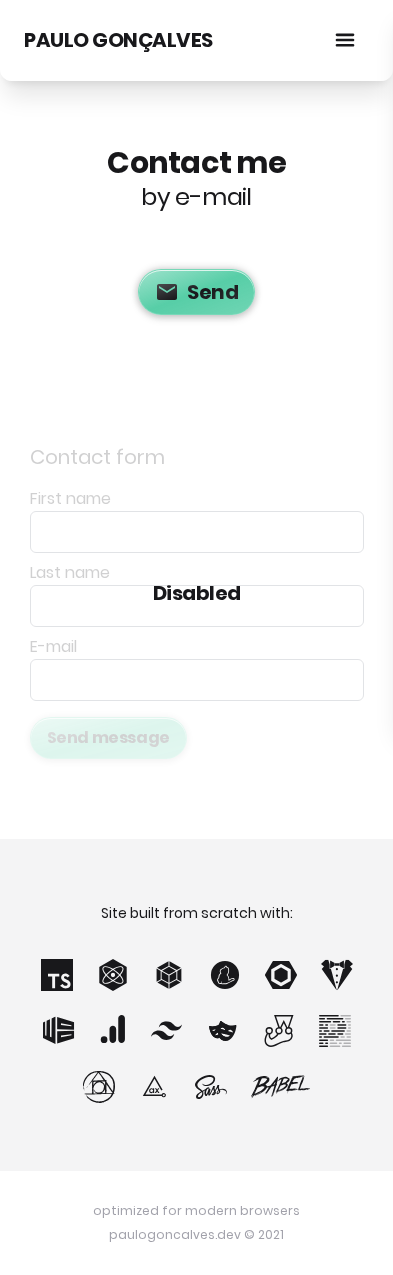 PAULO GONÇALVES
Contact me
by e-mail
Send
Contact form
First name
Last name
Disabled
E-mail
Send message
Site built from scratch with:
TS
ax
Sass
BABEL
optimized for modern browsers
paulogoncalves.dev © 2021